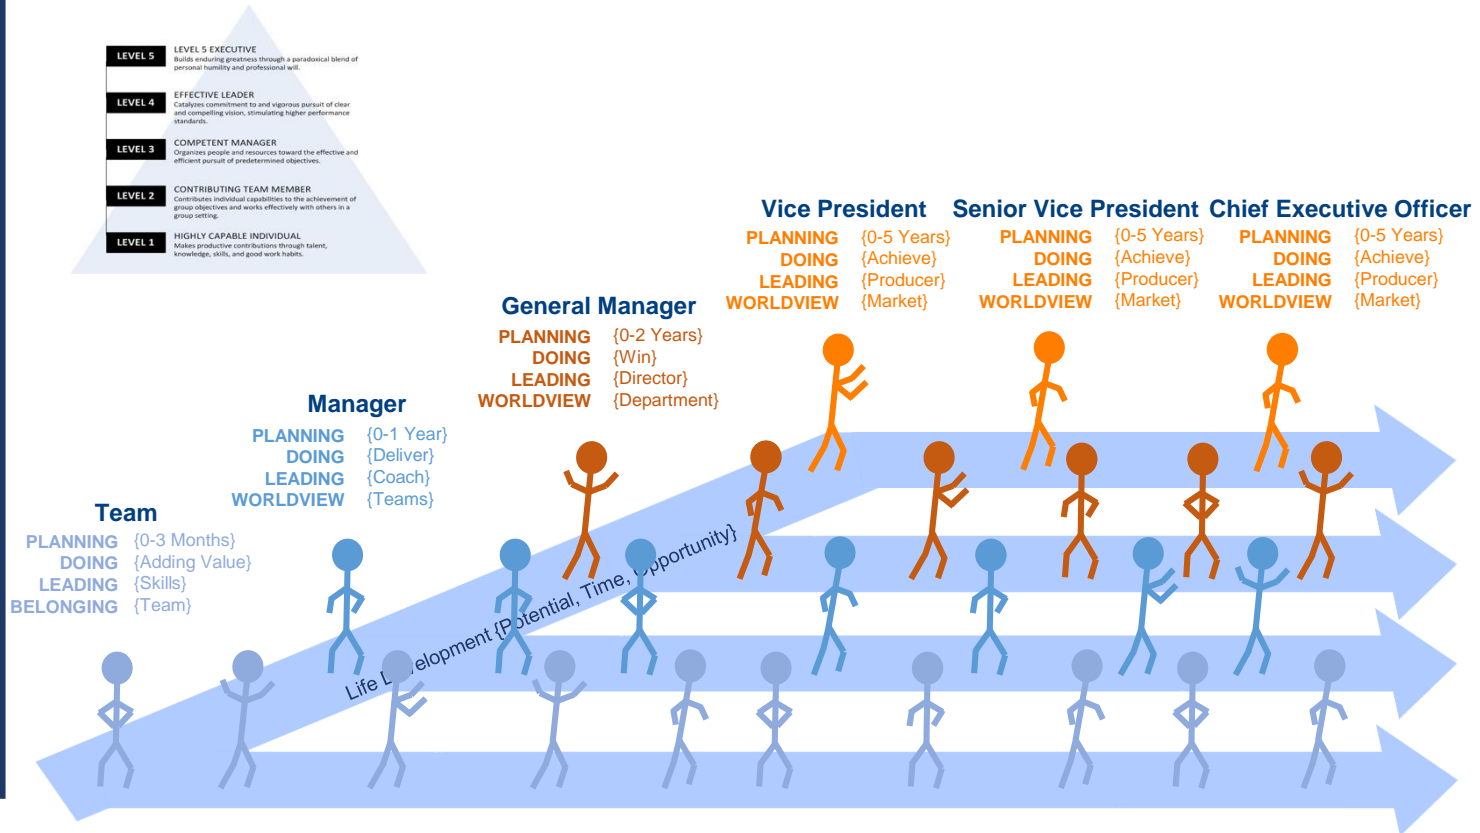 LEVEL 5
LEVEL 5 EXECUTIVE
Builds enduring greatness through a paradoxical blend of
personal humility and professional will.
LEVEL 4
EFFECTIVE LEADER
Catalyzes commitment to and vigorous pursuit of clear
and compelling vision, stimulating higher performance
standards.
LEVEL 3
COMPETENT MANAGER
Organizes people and resources toward the effective and
efficient pursuit of predetermined objectives.
LEVEL 2
CONTRIBUTING TEAM MEMBER
Contributes individual capabilities to the achievement of
group objectives and works effectively with others in a
group setting.
LEVEL 1
HIGHLY CAPABLE INDIVIDUAL
Makes productive contributions through talent,
knowledge, skills, and good work habits.
Vice President
PLANNING {0-5 Years}
DOING {Achieve}
LEADING {Producer}
WORLDVIEW {Market}
Senior Vice President
PLANNING {0-5 Years}
DOING {Achieve}
LEADING {Producer}
WORLDVIEW {Market}
Chief Executive Officer
PLANNING {0-5 Years}
DOING {Achieve}
LEADING {Producer}
WORLDVIEW {Market}
General Manager
PLANNING {0-2 Years}
DOING {Win}
LEADING {Director}
WORLDVIEW {Department}
Manager
PLANNING {0-1 Year}
DOING {Deliver}
LEADING {Coach}
WORLDVIEW {Teams}
Team
PLANNING {0-3 Months}
DOING {Adding Value}
LEADING {Skills}
BELONGING {Team}
Life Development {Potential, Time, Opportunity}